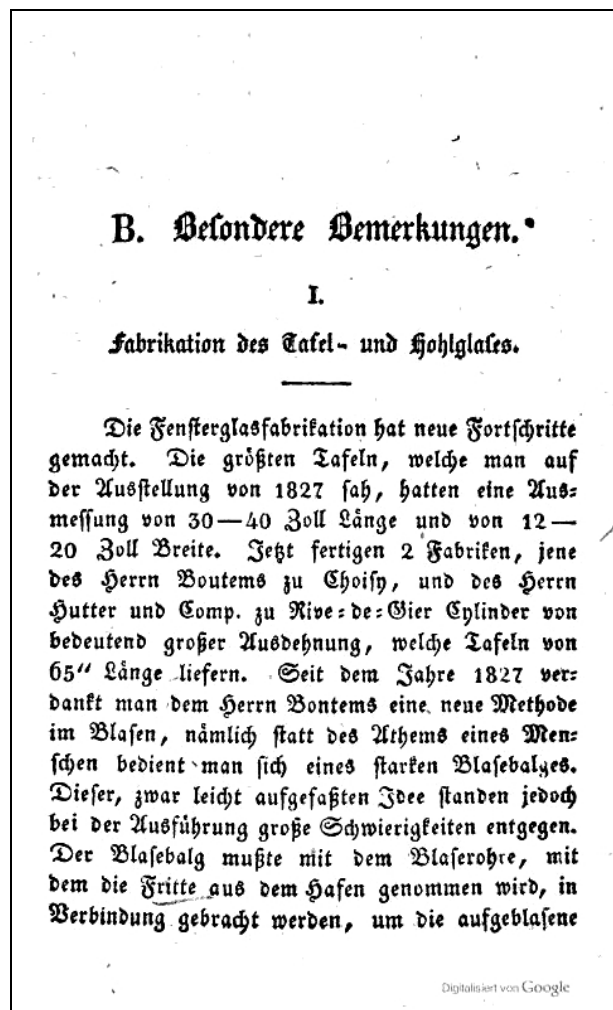 B. Besondere Bemerkungen.
I.
Fabrikation des Tafel- und Hohlglases.
Die Fensterglasfabrikation hat neue Fortschritte
gemacht. Die größten Tafeln, welche man auf
der Ausstellung von 1827 sah, hatten eine Aus=
messung von 30—40 Zoll Länge und von 12—
20 Zoll Breite. Jetzt fertigen 2 Fabriken, jene
des Herrn Boutems zu Choisy, und des Herrn
Hutter und Comp. zu Rive=de=Gier Cylinder von
bedeutend großer Ausdehnung, welche Tafeln von
65" Länge liefern. Seit dem Jahre 1827 ver=
dankt man dem Herrn Bontems eine neue Methode
im Blasen, nämlich statt des Athems eines Men=
schen bedient man sich eines starken Blasebalges.
Dieser, zwar leicht aufgefaßten Idee standen jedoch
bei der Ausführung große Schwierigkeiten entgegen.
Der Blasebalg mußte mit dem Blaserohre, mit
dem die Fritte aus dem Hafen genommen wird, in
Verbindung gebracht werden, um die aufgeblasene
Digitalisiert von Google